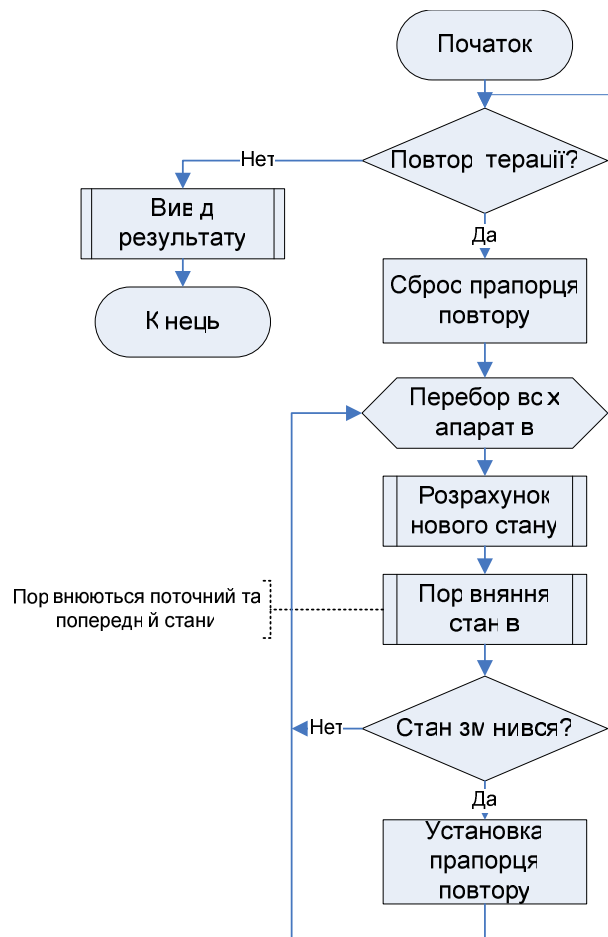 Початок
Повтор терації?
Нет
Вив д
результату
Да
К нець
Сброс прапорця
повтору
Перебор вс х
апарат в
Розрахунок
нового стану
Пор внюються поточний та
попередн й стани
Пор вняння
стан в
Стан зм нився?
Нет
Да
Установка
прапорця
повтору